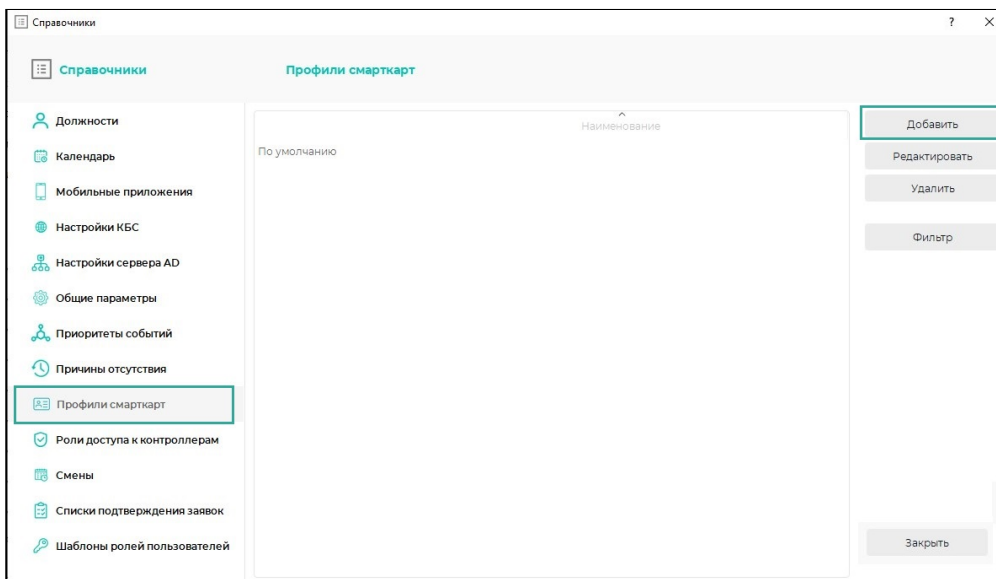 Справочники
?
Справочники
Профили смарткарт
Должности
Календарь
Мобильные приложения
Настройки КБС
Настройки сервера AD
Общие параметры
Приоритеты событий
Причины отсутствия
Профили смарткарт
Роли доступа к контроллерам
Смены
Списки подтверждения заявок
Шаблоны ролей пользователей
Наименование
По умолчанию
Добавить
Редактировать
Удалить
Фильтр
Закрыть